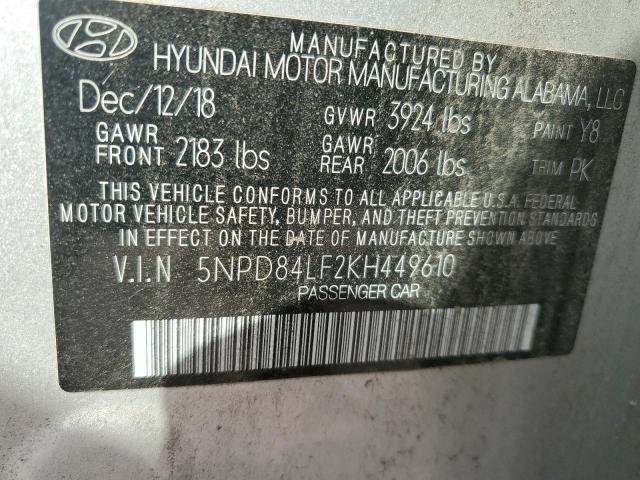 MANUFACTURED BY
HYUNDAI MOTOR MANUFACTURING ALABAMA, LLC
Dec/12/18 GVWR 3924 lbs PAINT Y8
GAWR FRONT 2183 lbs GAWR REAR 2006 lbs TRIM PK
THIS VEHICLE CONFORMS TO ALL APPLICABLE U.S.A. FEDERAL
MOTOR VEHICLE SAFETY, BUMPER, AND THEFT PREVENTION STANDARDS
IN EFFECT ON THE DATE OF MANUFACTURE SHOWN ABOVE
V.I.N 5NPD84LF2KH449610
PASSENGER CAR